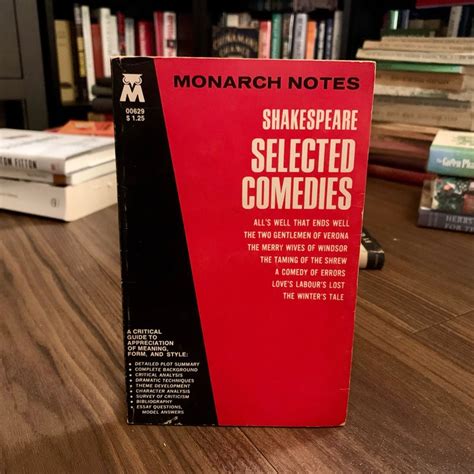 MONARCH NOTES
M
00629
$ 1.25
SHAKESPEARE
SELECTED
COMEDIES
ALL'S WELL THAT ENDS WELL
THE TWO GENTLEMEN OF VERONA
THE MERRY WIVES OF WINDSOR
THE TAMING OF THE SHREW
A COMEDY OF ERRORS
LOVE'S LABOUR'S LOST
THE WINTER'S TALE
A CRITICAL
GUIDE TO
APPRECIATION
OF MEANING,
FORM, AND STYLE:
• DETAILED PLOT SUMMARY
• COMPLETE BACKGROUND
• CRITICAL ANALYSIS
• DRAMATIC TECHNIQUES
• THEME DEVELOPMENT
• CHARACTER ANALYSIS
• SURVEY OF CRITICISM
• BIBLIOGRAPHY
• ESSAY QUESTIONS,
MODEL ANSWERS
TON FITTON